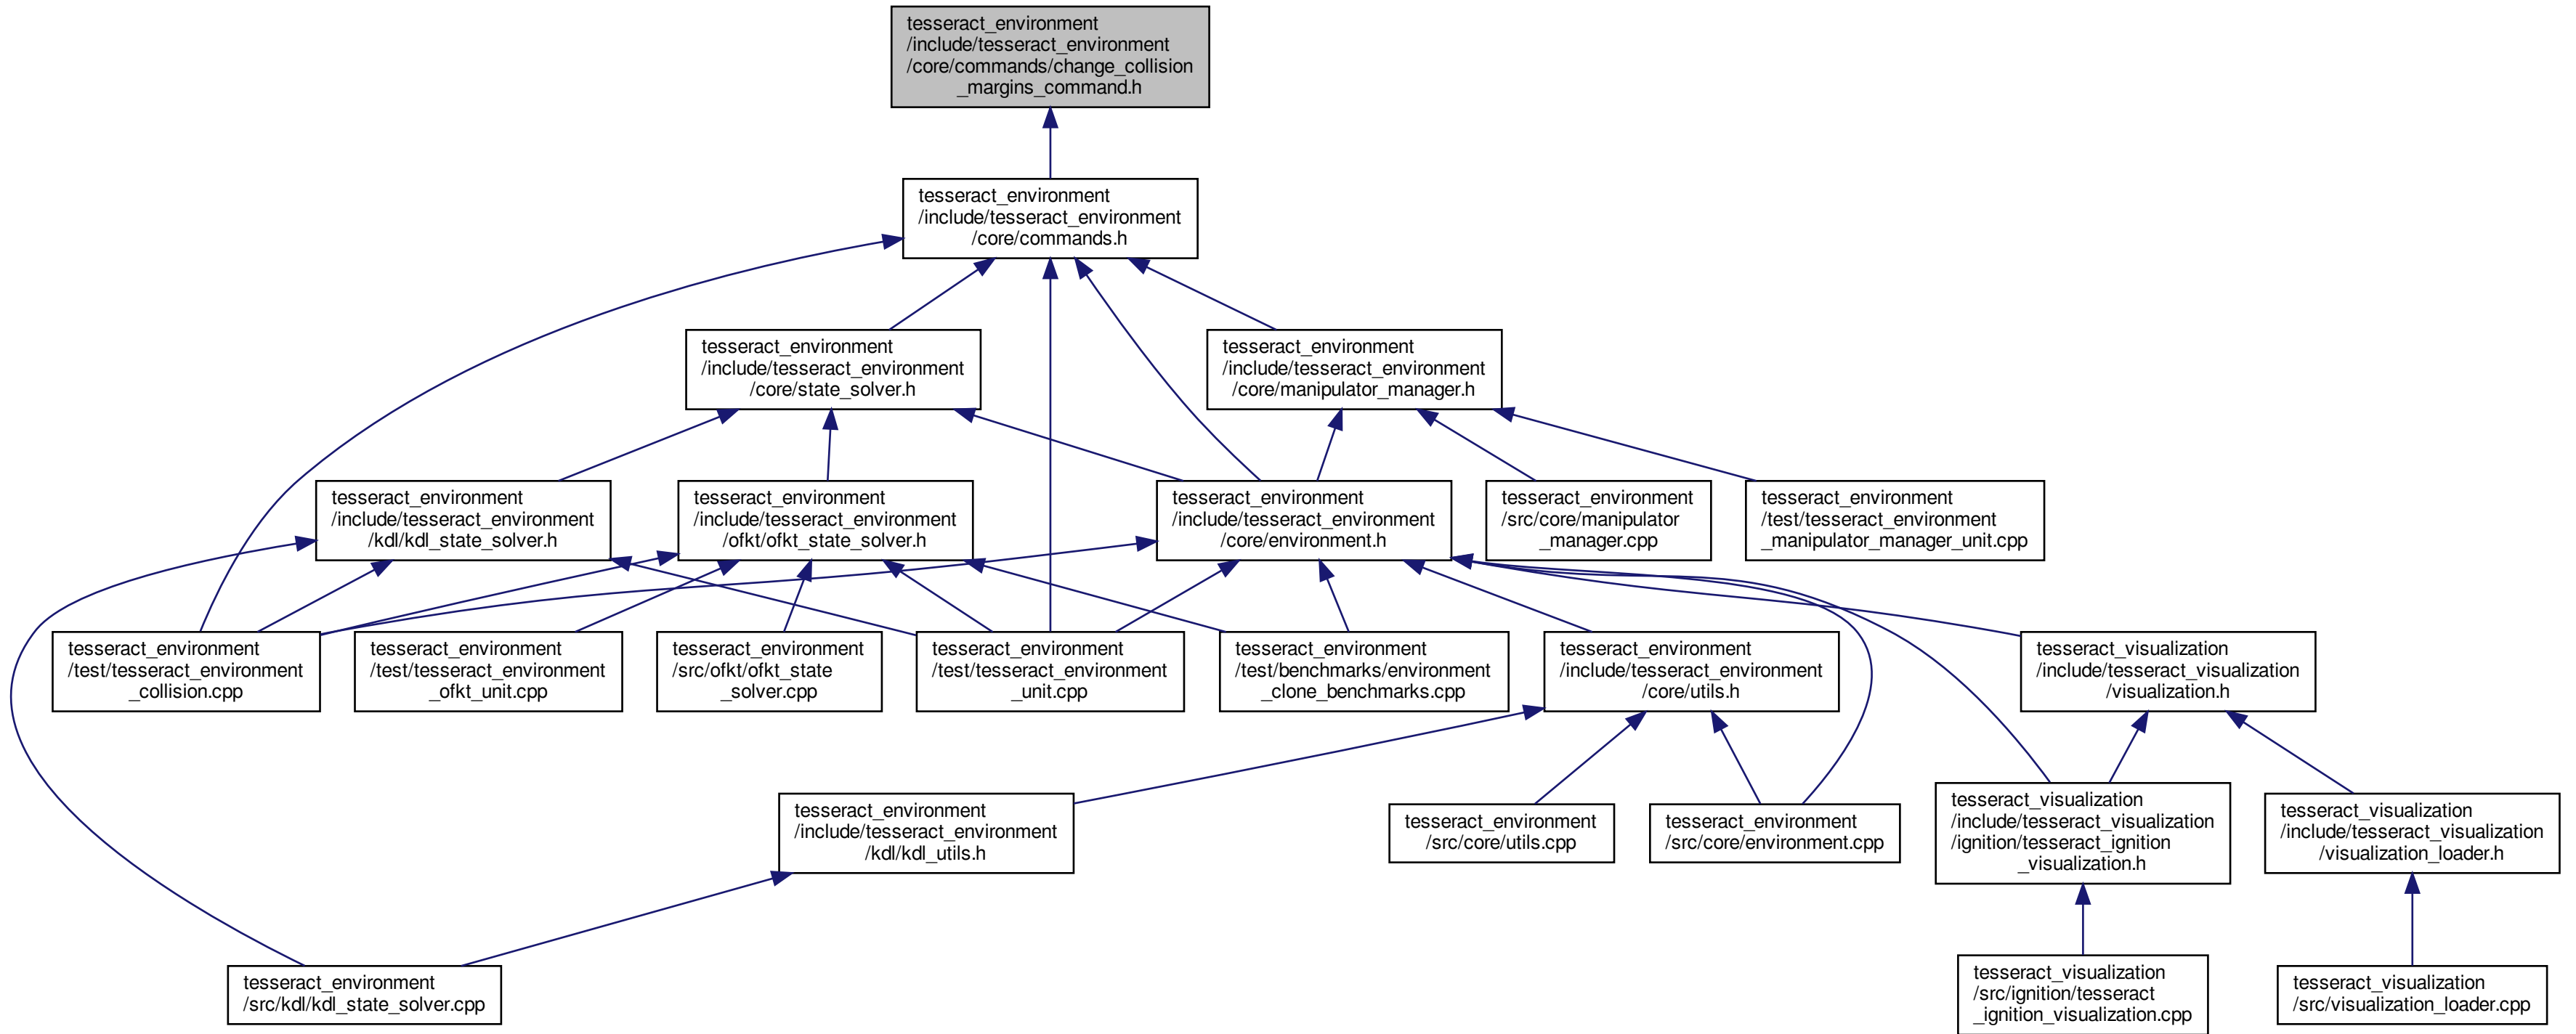 tesseract_environment
/include/tesseract_environment
/core/commands/change_collision
_margins_command.h
tesseract_environment
/include/tesseract_environment
/core/commands.h
tesseract_environment
/include/tesseract_environment
/core/state_solver.h
tesseract_environment
/include/tesseract_environment
/core/manipulator_manager.h
tesseract_environment
/include/tesseract_environment
/kdl/kdl_state_solver.h
tesseract_environment
/include/tesseract_environment
/ofkt/ofkt_state_solver.h
tesseract_environment
/include/tesseract_environment
/core/environment.h
tesseract_environment
/src/core/manipulator
_manager.cpp
tesseract_environment
/test/tesseract_environment
_manipulator_manager_unit.cpp
tesseract_environment
/test/tesseract_environment
_collision.cpp
tesseract_environment
/test/tesseract_environment
_ofkt_unit.cpp
tesseract_environment
/src/ofkt/ofkt_state
_solver.cpp
tesseract_environment
/test/tesseract_environment
_unit.cpp
tesseract_environment
/test/benchmarks/environment
_clone_benchmarks.cpp
tesseract_environment
/include/tesseract_environment
/core/utils.h
tesseract_visualization
/include/tesseract_visualization
/visualization.h
tesseract_environment
/include/tesseract_environment
/kdl/kdl_utils.h
tesseract_environment
/src/core/utils.cpp
tesseract_environment
/src/core/environment.cpp
tesseract_visualization
/include/tesseract_visualization
/ignition/tesseract_ignition
_visualization.h
tesseract_visualization
/include/tesseract_visualization
/visualization_loader.h
tesseract_environment
/src/kdl/kdl_state_solver.cpp
tesseract_visualization
/src/ignition/tesseract
_ignition_visualization.cpp
tesseract_visualization
/src/visualization_loader.cpp